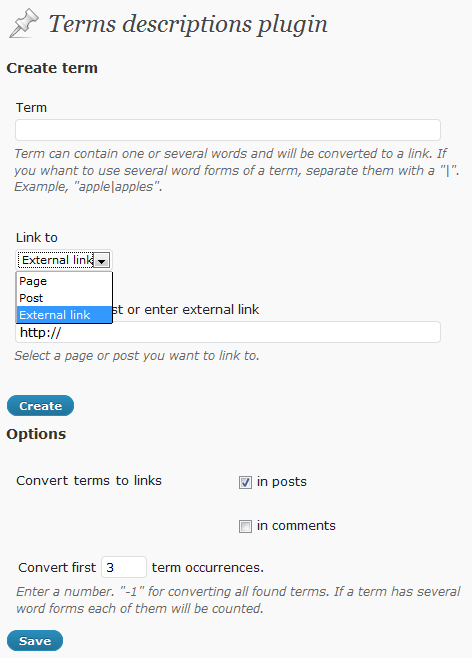 Terms descriptions plugin
Create term
Term
Term can contain one or several words and will be converted to a link. If
you whant to use several word forms of a term, separate them with a "|".
Example, "apple|apples".
Link to
External link
Page
Post
External link
st or enter external link
http://
Select a page or post you want to link to.
Create
Options
Convert terms to links
in posts
in comments
Convert first 3 term occurrences.
Enter a number. "-1" for converting all found terms. If a term has several
word forms each of them will be counted.
Save